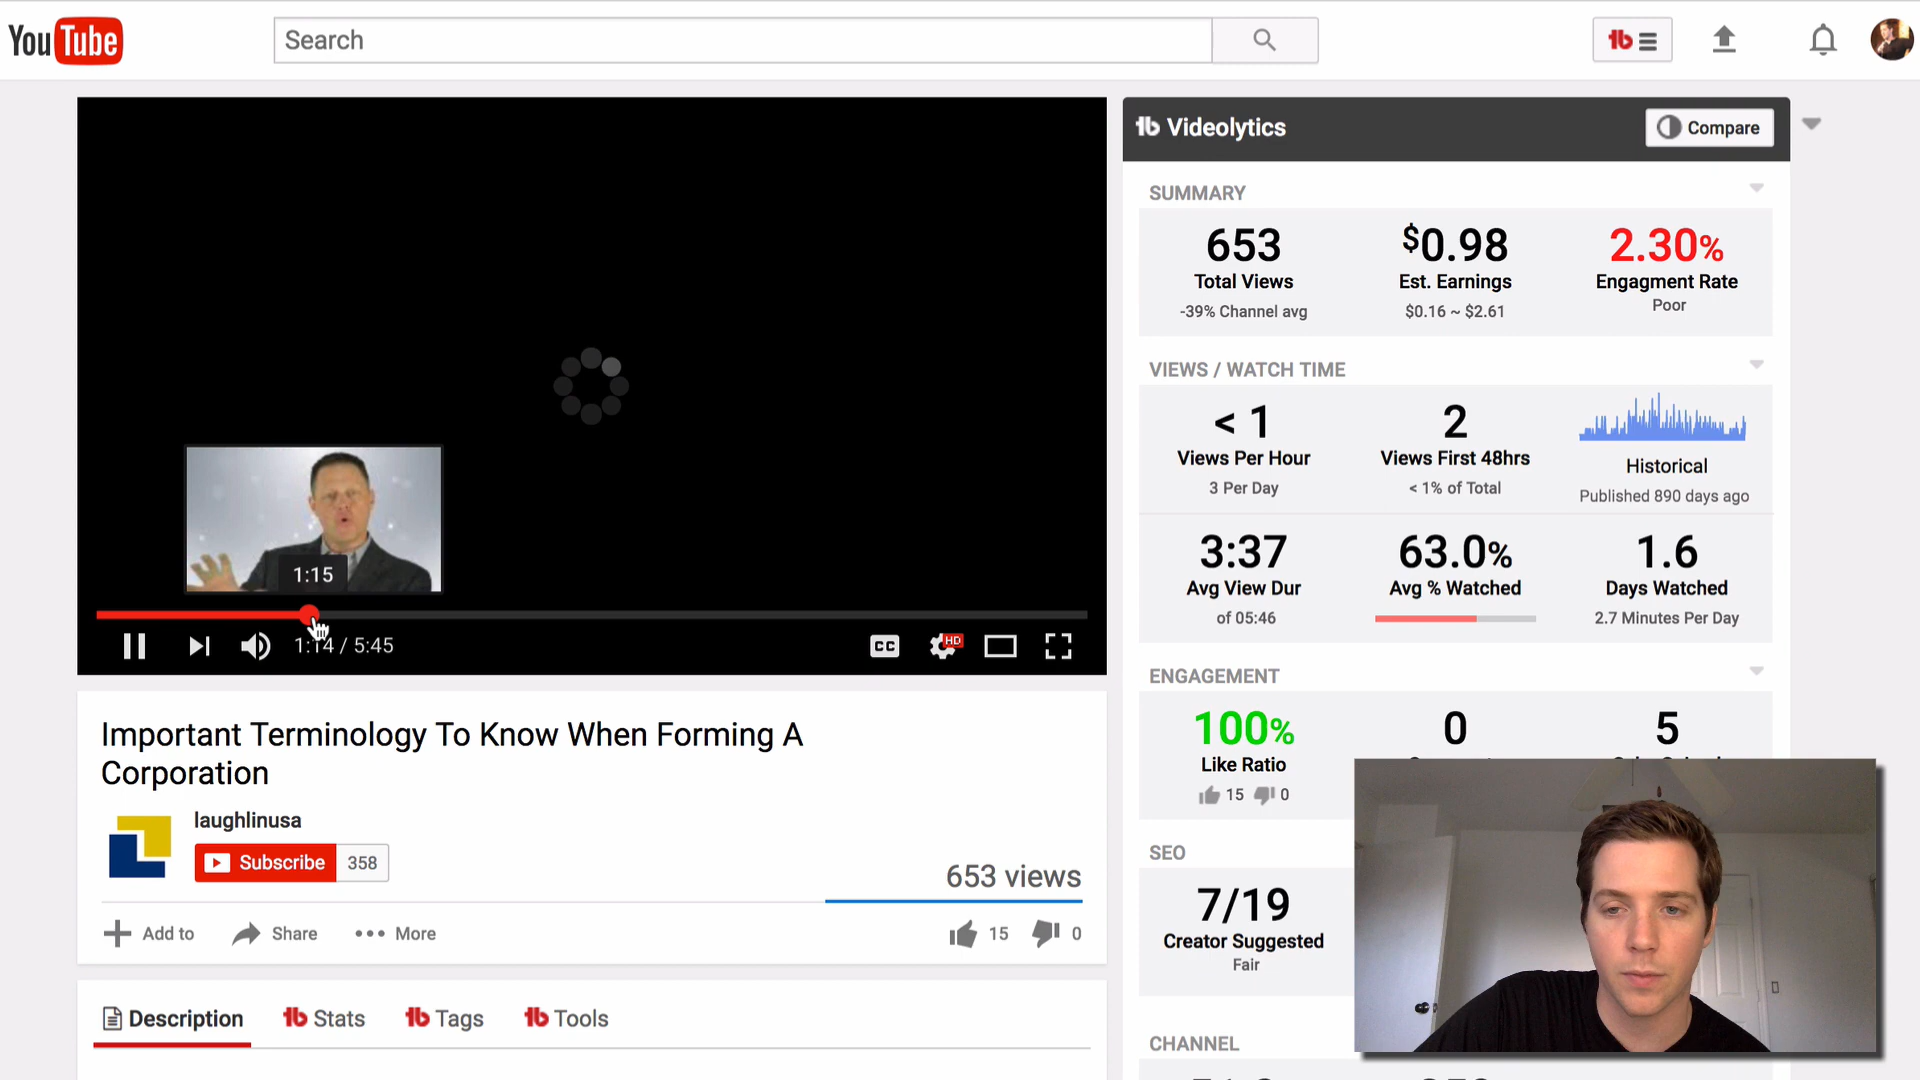 YouTube
Search
Videolytics
Compare
SUMMARY
653
$0.98
2.30%
Total Views
Est. Earnings
Engagment Rate
-39% Channel avg
$0.16 ~ $2.61
Poor
VIEWS / WATCH TIME
< 1
2
Views Per Hour
Views First 48hrs
Historical
3 Per Day
< 1% of Total
Published 890 days ago
3:37
63.0%
1.6
Avg View Dur
Avg % Watched
Days Watched
of 05:46
2.7 Minutes Per Day
1:15
1:14 / 5:45
CC
HD
ENGAGEMENT
100%
0
5
Like Ratio
15
0
SEO
7/19
Creator Suggested
Fair
CHANNEL
Important Terminology To Know When Forming A
Corporation
laughlinusa
Subscribe
358
653 views
Add to
Share
More
15
0
Description
Stats
Tags
Tools